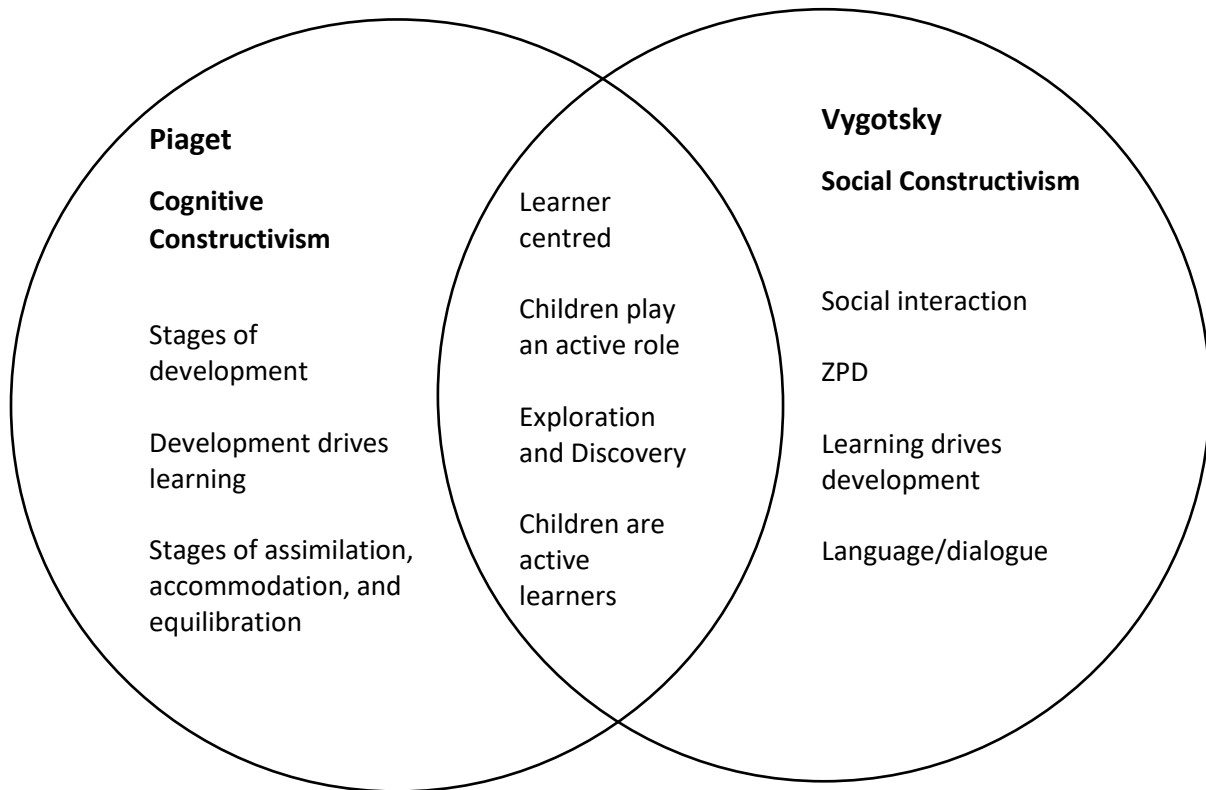 Piaget
Cognitive
Constructivism
Stages of
development
Development drives
learning
Stages of assimilation,
accommodation, and
equilibration
Learner
centred
Children play
an active role
Exploration
and Discovery
Children are
active
learners
Vygotsky
Social Constructivism
Social interaction
ZPD
Learning drives
development
Language/dialogue